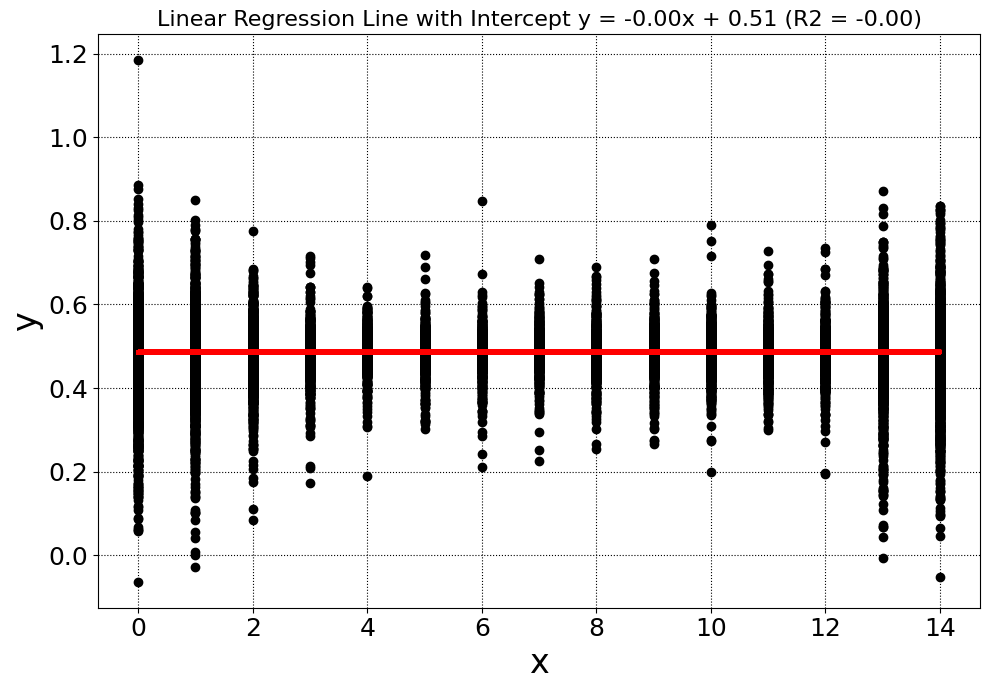 Linear Regression Line with Intercept y = -0.00x + 0.51 (R2 = -0.00)
1.2
1.0
0.8
0.6
0.4
0.2
0.0
y
0 2 4 6 8 10 12 14
x